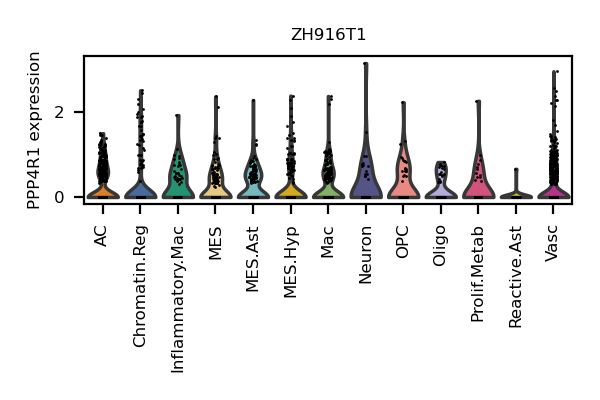 ZH916T1
PPP4R1 expression
2
0
AC
Chromatin.Reg
Inflammatory.Mac
MES
MES.Ast
MES.Hyp
Mac
Neuron
OPC
Oligo
Prolif.Metab
Reactive.Ast
Vasc